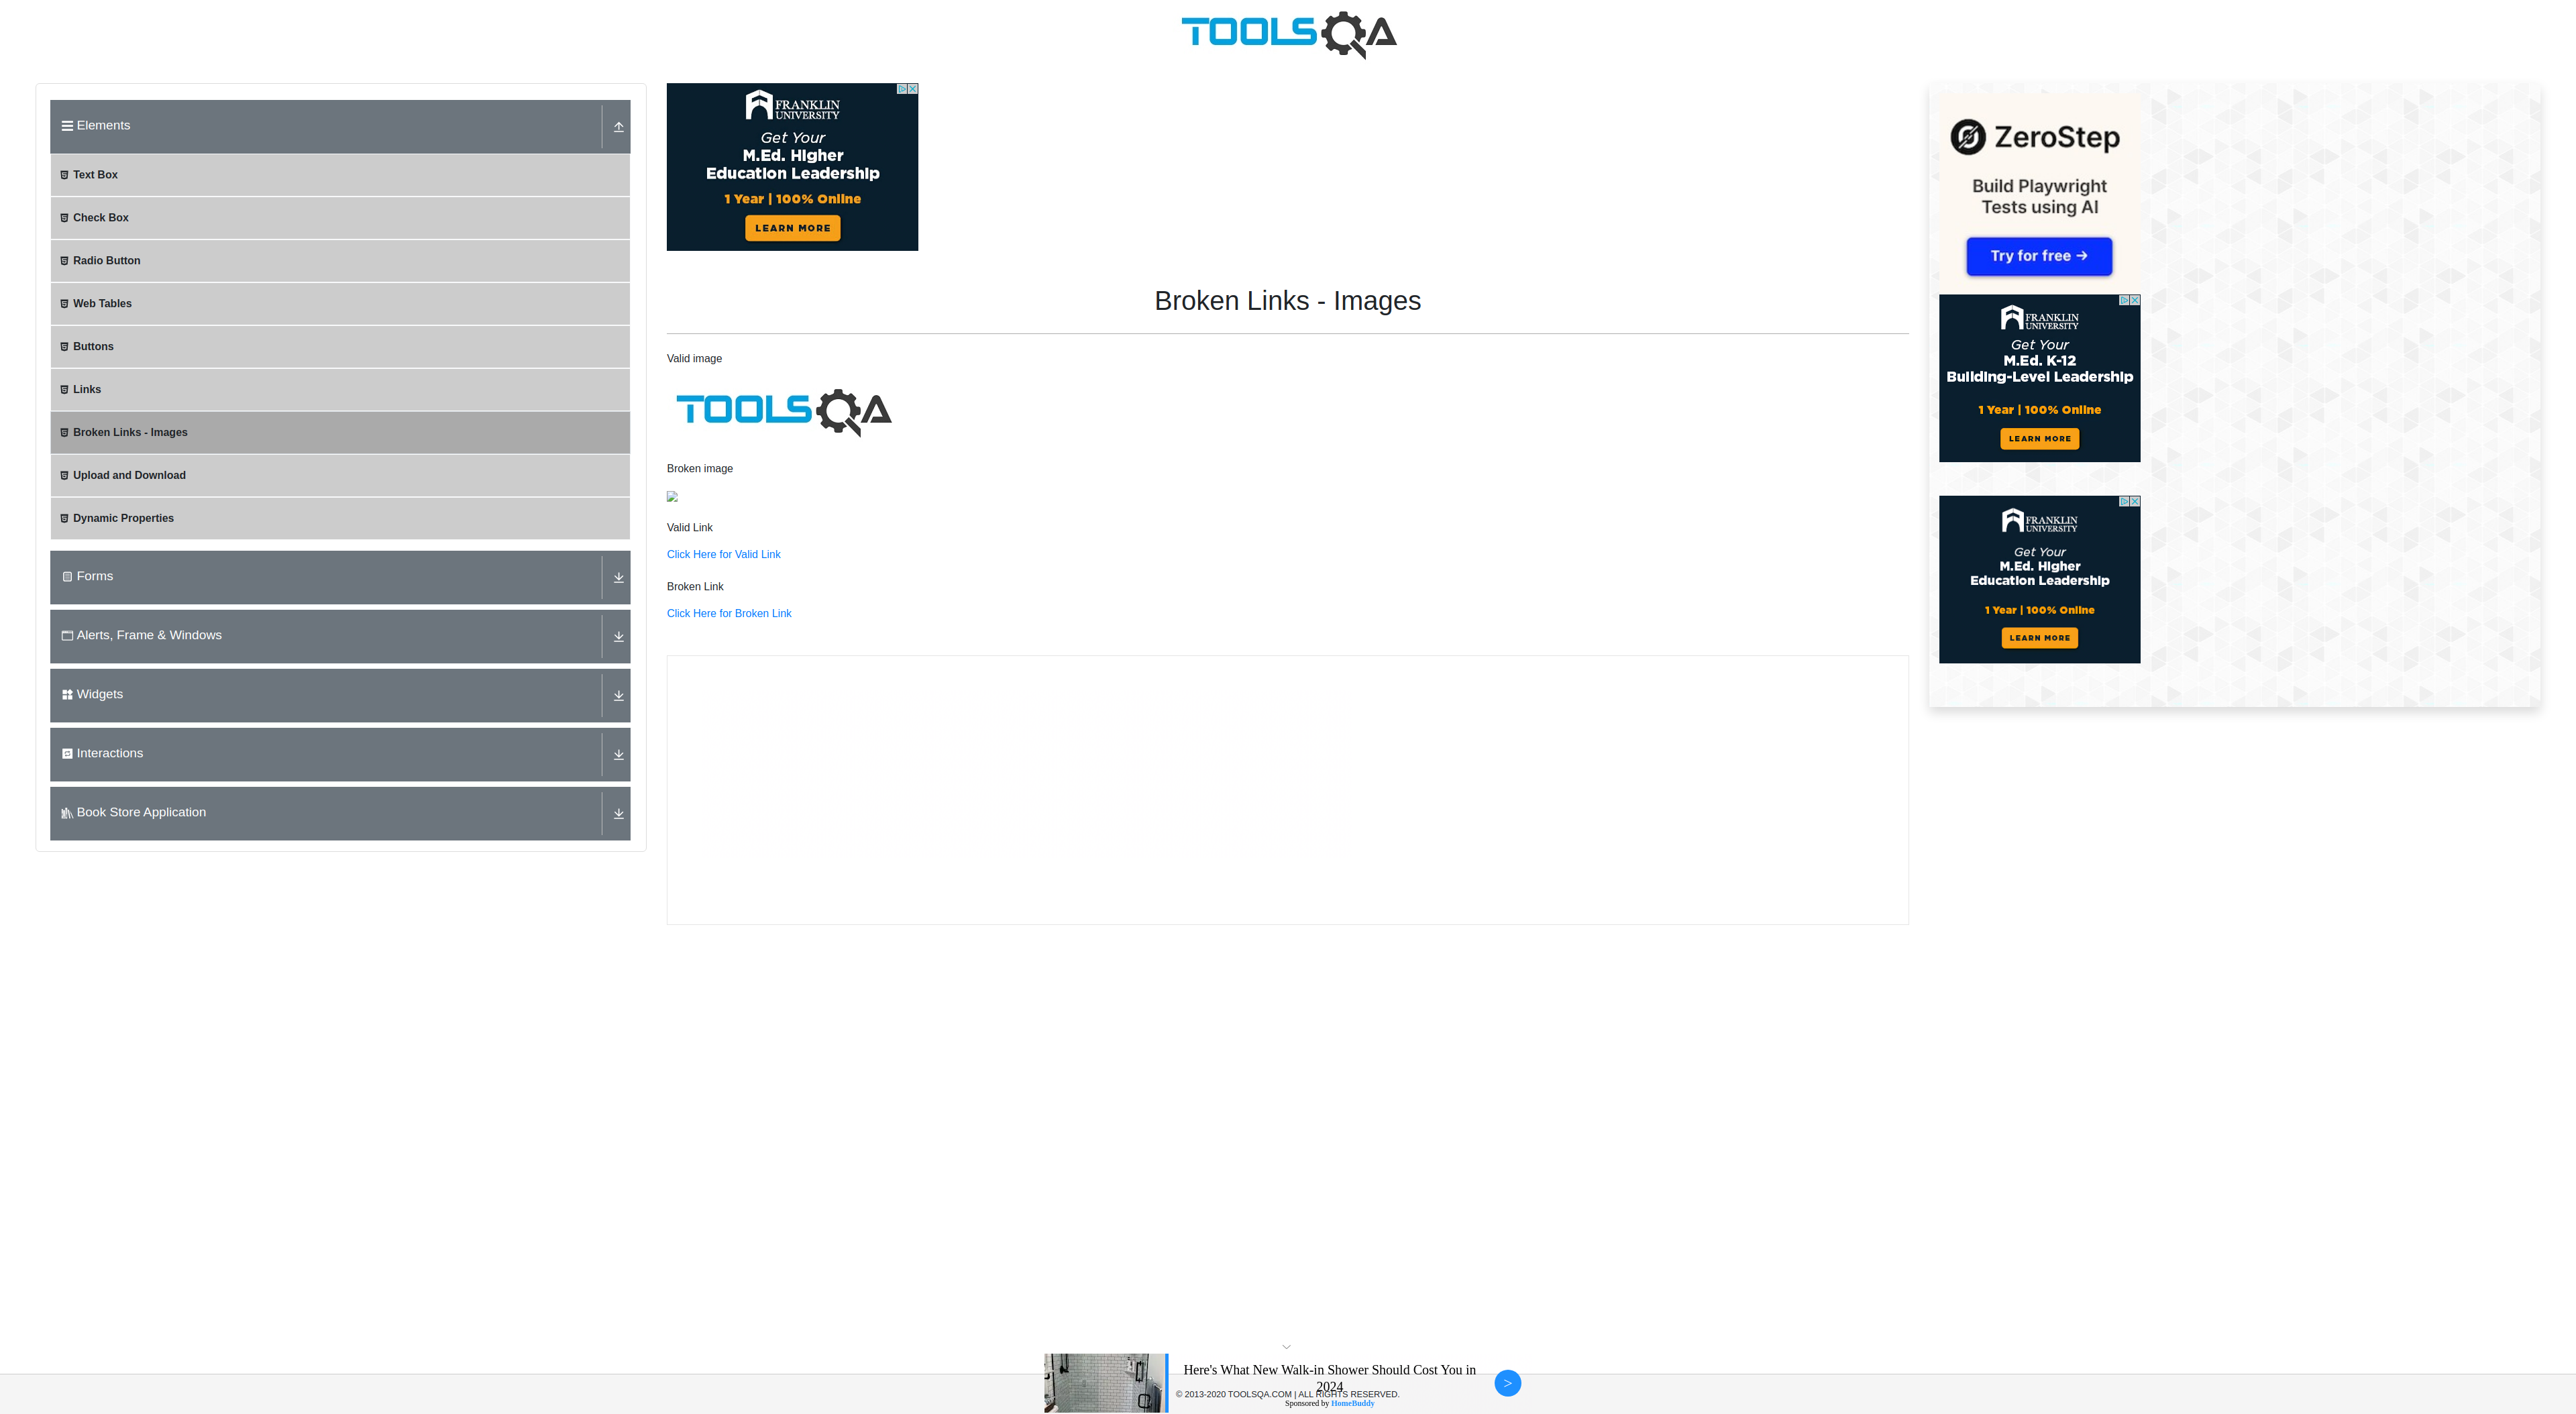 TOOLSQA
Elements
Text Box
Check Box
Radio Button
Web Tables
Buttons
Links
Broken Links - Images
Upload and Download
Dynamic Properties
Forms
Alerts, Frame & Windows
Widgets
Interactions
Book Store Application
FRANKLIN
UNIVERSITY
Get Your
M.Ed. Higher
Education Leadership
1 Year | 100% Online
LEARN MORE
Broken Links - Images
Valid image
TOOLSQA
Broken image
Valid Link
Click Here for Valid Link
Broken Link
Click Here for Broken Link
ZeroStep
Build Playwright
Tests using AI
Try for free →
FRANKLIN
UNIVERSITY
Get Your
M.Ed. K-12
Building-Level Leadership
1 Year | 100% Online
LEARN MORE
FRANKLIN
UNIVERSITY
Get Your
M.Ed. Higher
Education Leadership
1 Year | 100% Online
LEARN MORE
Here's What New Walk-in Shower Should Cost You in
2024
>
© 2013-2020 TOOLSQA.COM | ALL RIGHTS RESERVED.
Sponsored by HomeBuddy